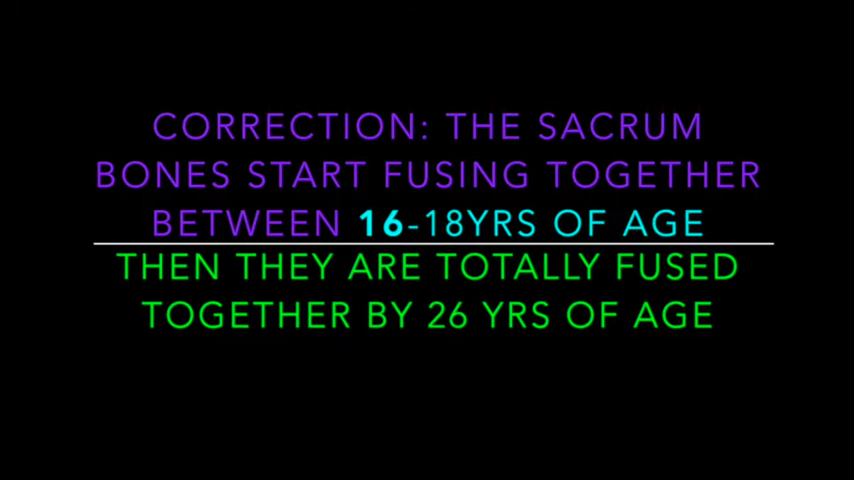 CORRECTION: THE SACRUM
BONES START FUSING TOGETHER
BETWEEN 16-18YRS OF AGE
THEN THEY ARE TOTALLY FUSED
TOGETHER BY 26 YRS OF AGE